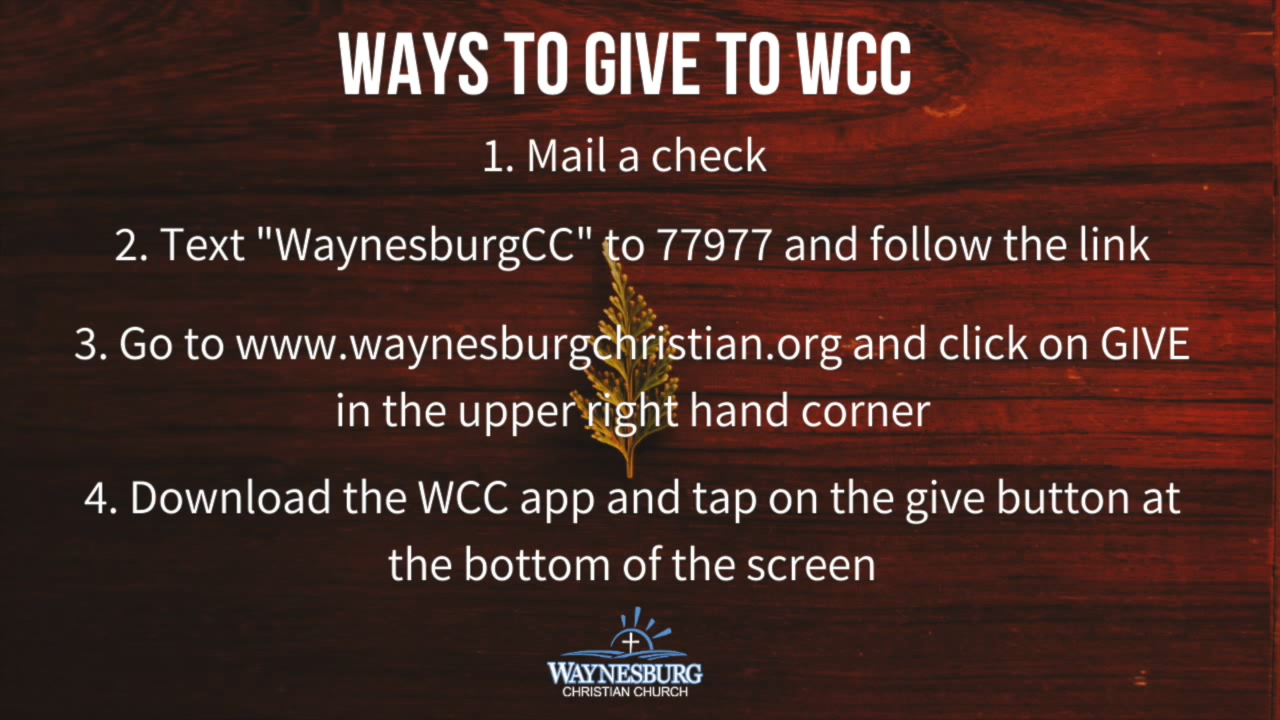 WAYS TO GIVE TO WCC
1. Mail a check
2. Text "WaynesburgCC" to 77977 and follow the link
3. Go to www.waynesburgchristian.org and click on GIVE
in the upper right hand corner
4. Download the WCC app and tap on the give button at
the bottom of the screen
WAYNESBURG
CHRISTIAN CHURCH